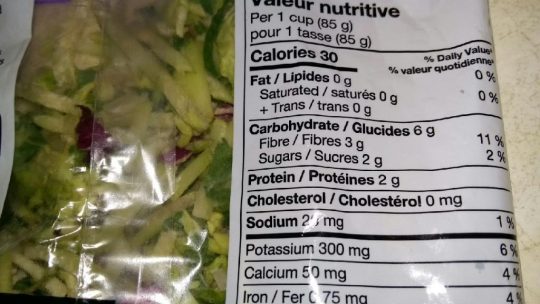 Valeur nutritive
Per 1 cup (85 g)
pour 1 tasse (85 g)
Calories 30
% Daily Value*
% valeur quotidienne*
Fat / Lipides 0 g 0 %
Saturated / saturés 0 g
+ Trans / trans 0 g 0 %
Carbohydrate / Glucides 6 g
Fibre / Fibres 3 g 11 %
Sugars / Sucres 2 g 2 %
Protein / Protéines 2 g
Cholesterol / Cholestérol 0 mg
Sodium mg 1 %
Potassium 300 mg 6 %
Calcium 50 mg 4 %
Iron / Fer 0.75 mg 4 %